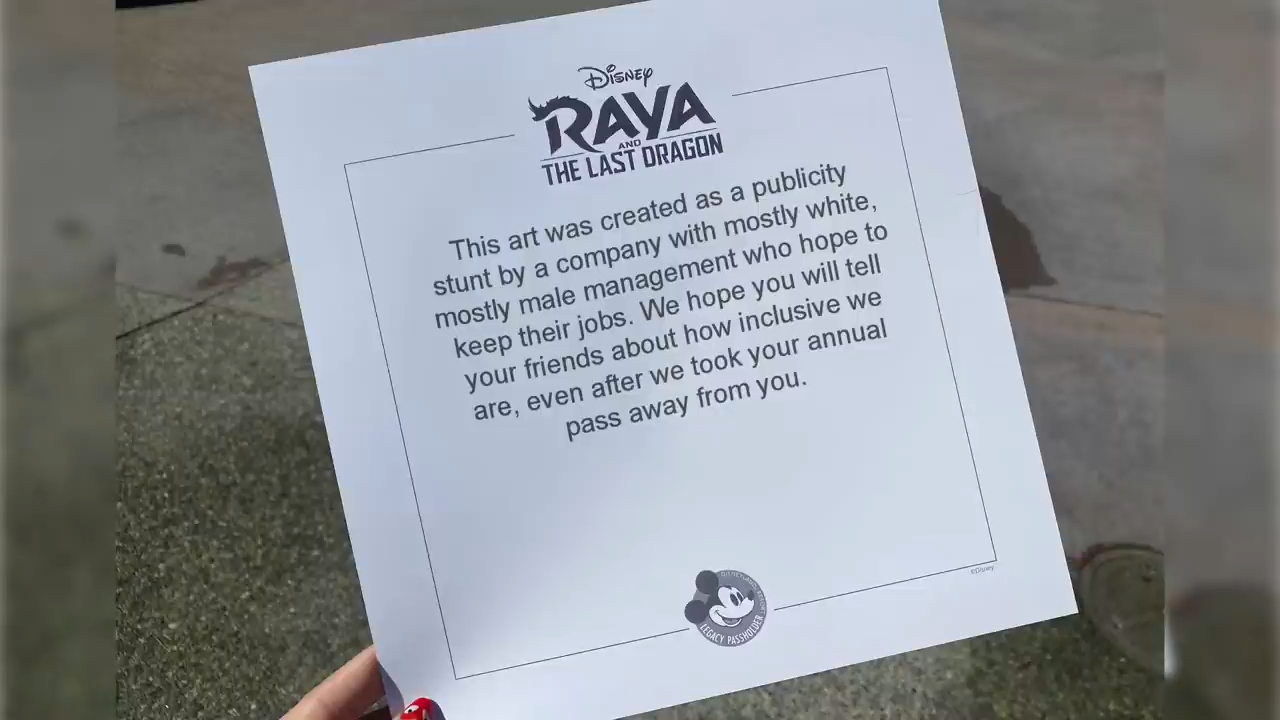 Disney
RAYA
AND
THE LAST DRAGON
This art was created as a publicity
stunt by a company with mostly white,
mostly male management who hope to
keep their jobs. We hope you will tell
your friends about how inclusive we
are, even after we took your annual
pass away from you.
©Disney
LEGACY PASSHOLDER